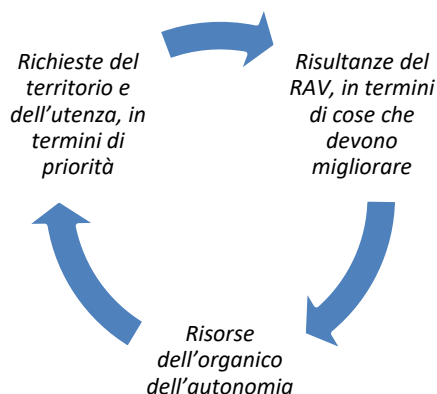 Richieste del
territorio e
dell’utenza, in
termini di
priorità
Risultanze del
RAV, in termini
di cose che
devono
migliorare
Risorse
dell’organico
dell’autonomia